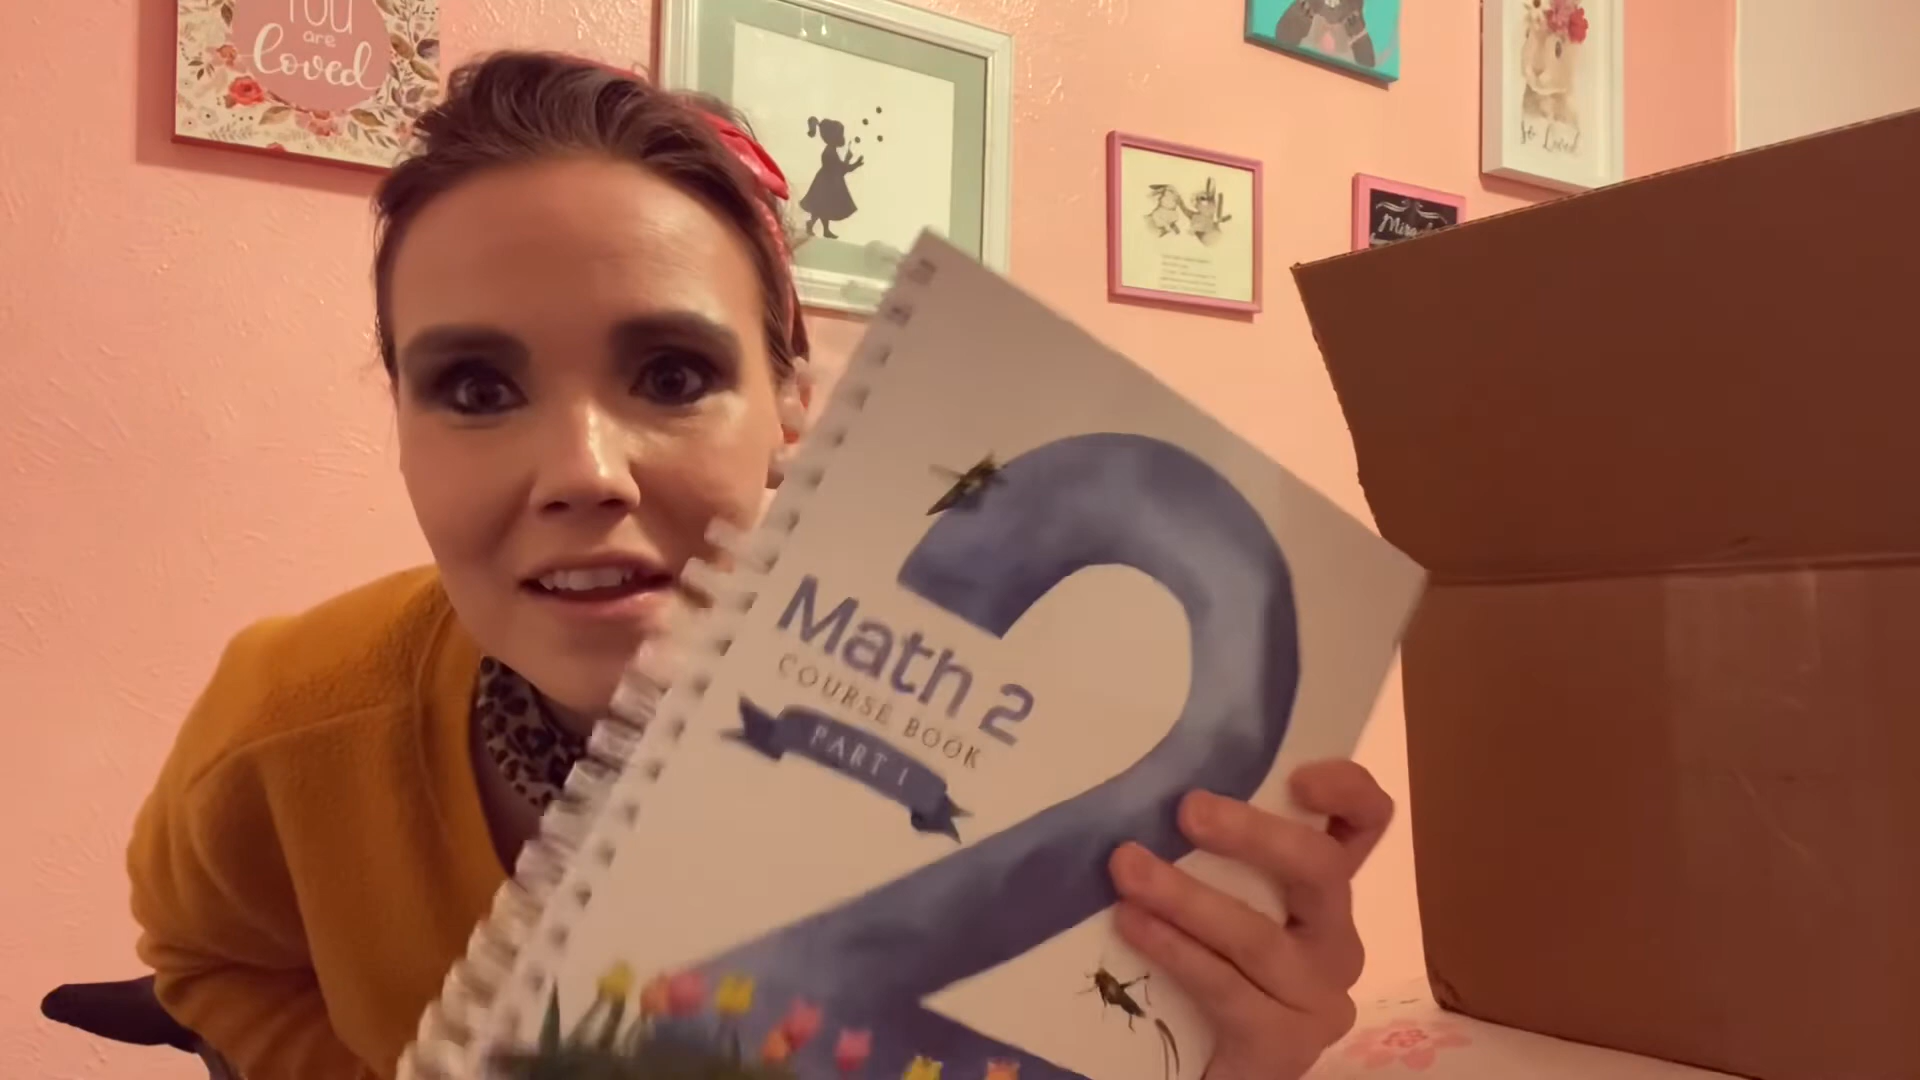 YOU
are
loved
So Loved
Math 2
COURSE BOOK
PART 1